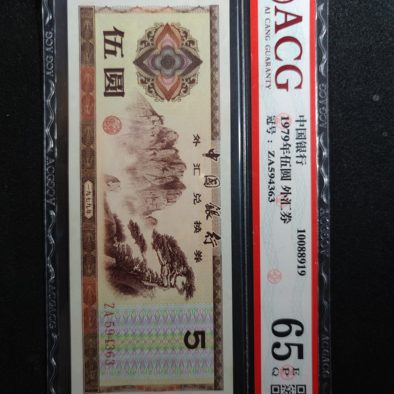 ACG
AI CANG GUARANTY
中国银行
1979年伍圆 外汇券
冠号：ZA594363
10088919
65
E
P
Q
伍圆
中国银行
外汇兑换券
一九七九年
ZA594363
5